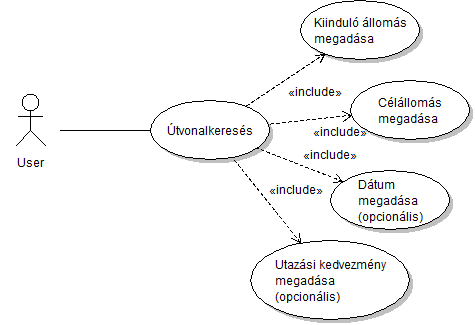 Kiinduló állomás
megadása
«include»
Célállomás
megadása
«include»
Útvonalkeresés
User
«include»
Dátum
megadása
(opcionális)
«include»
Utazási kedvezmény
megadása
(opcionális)